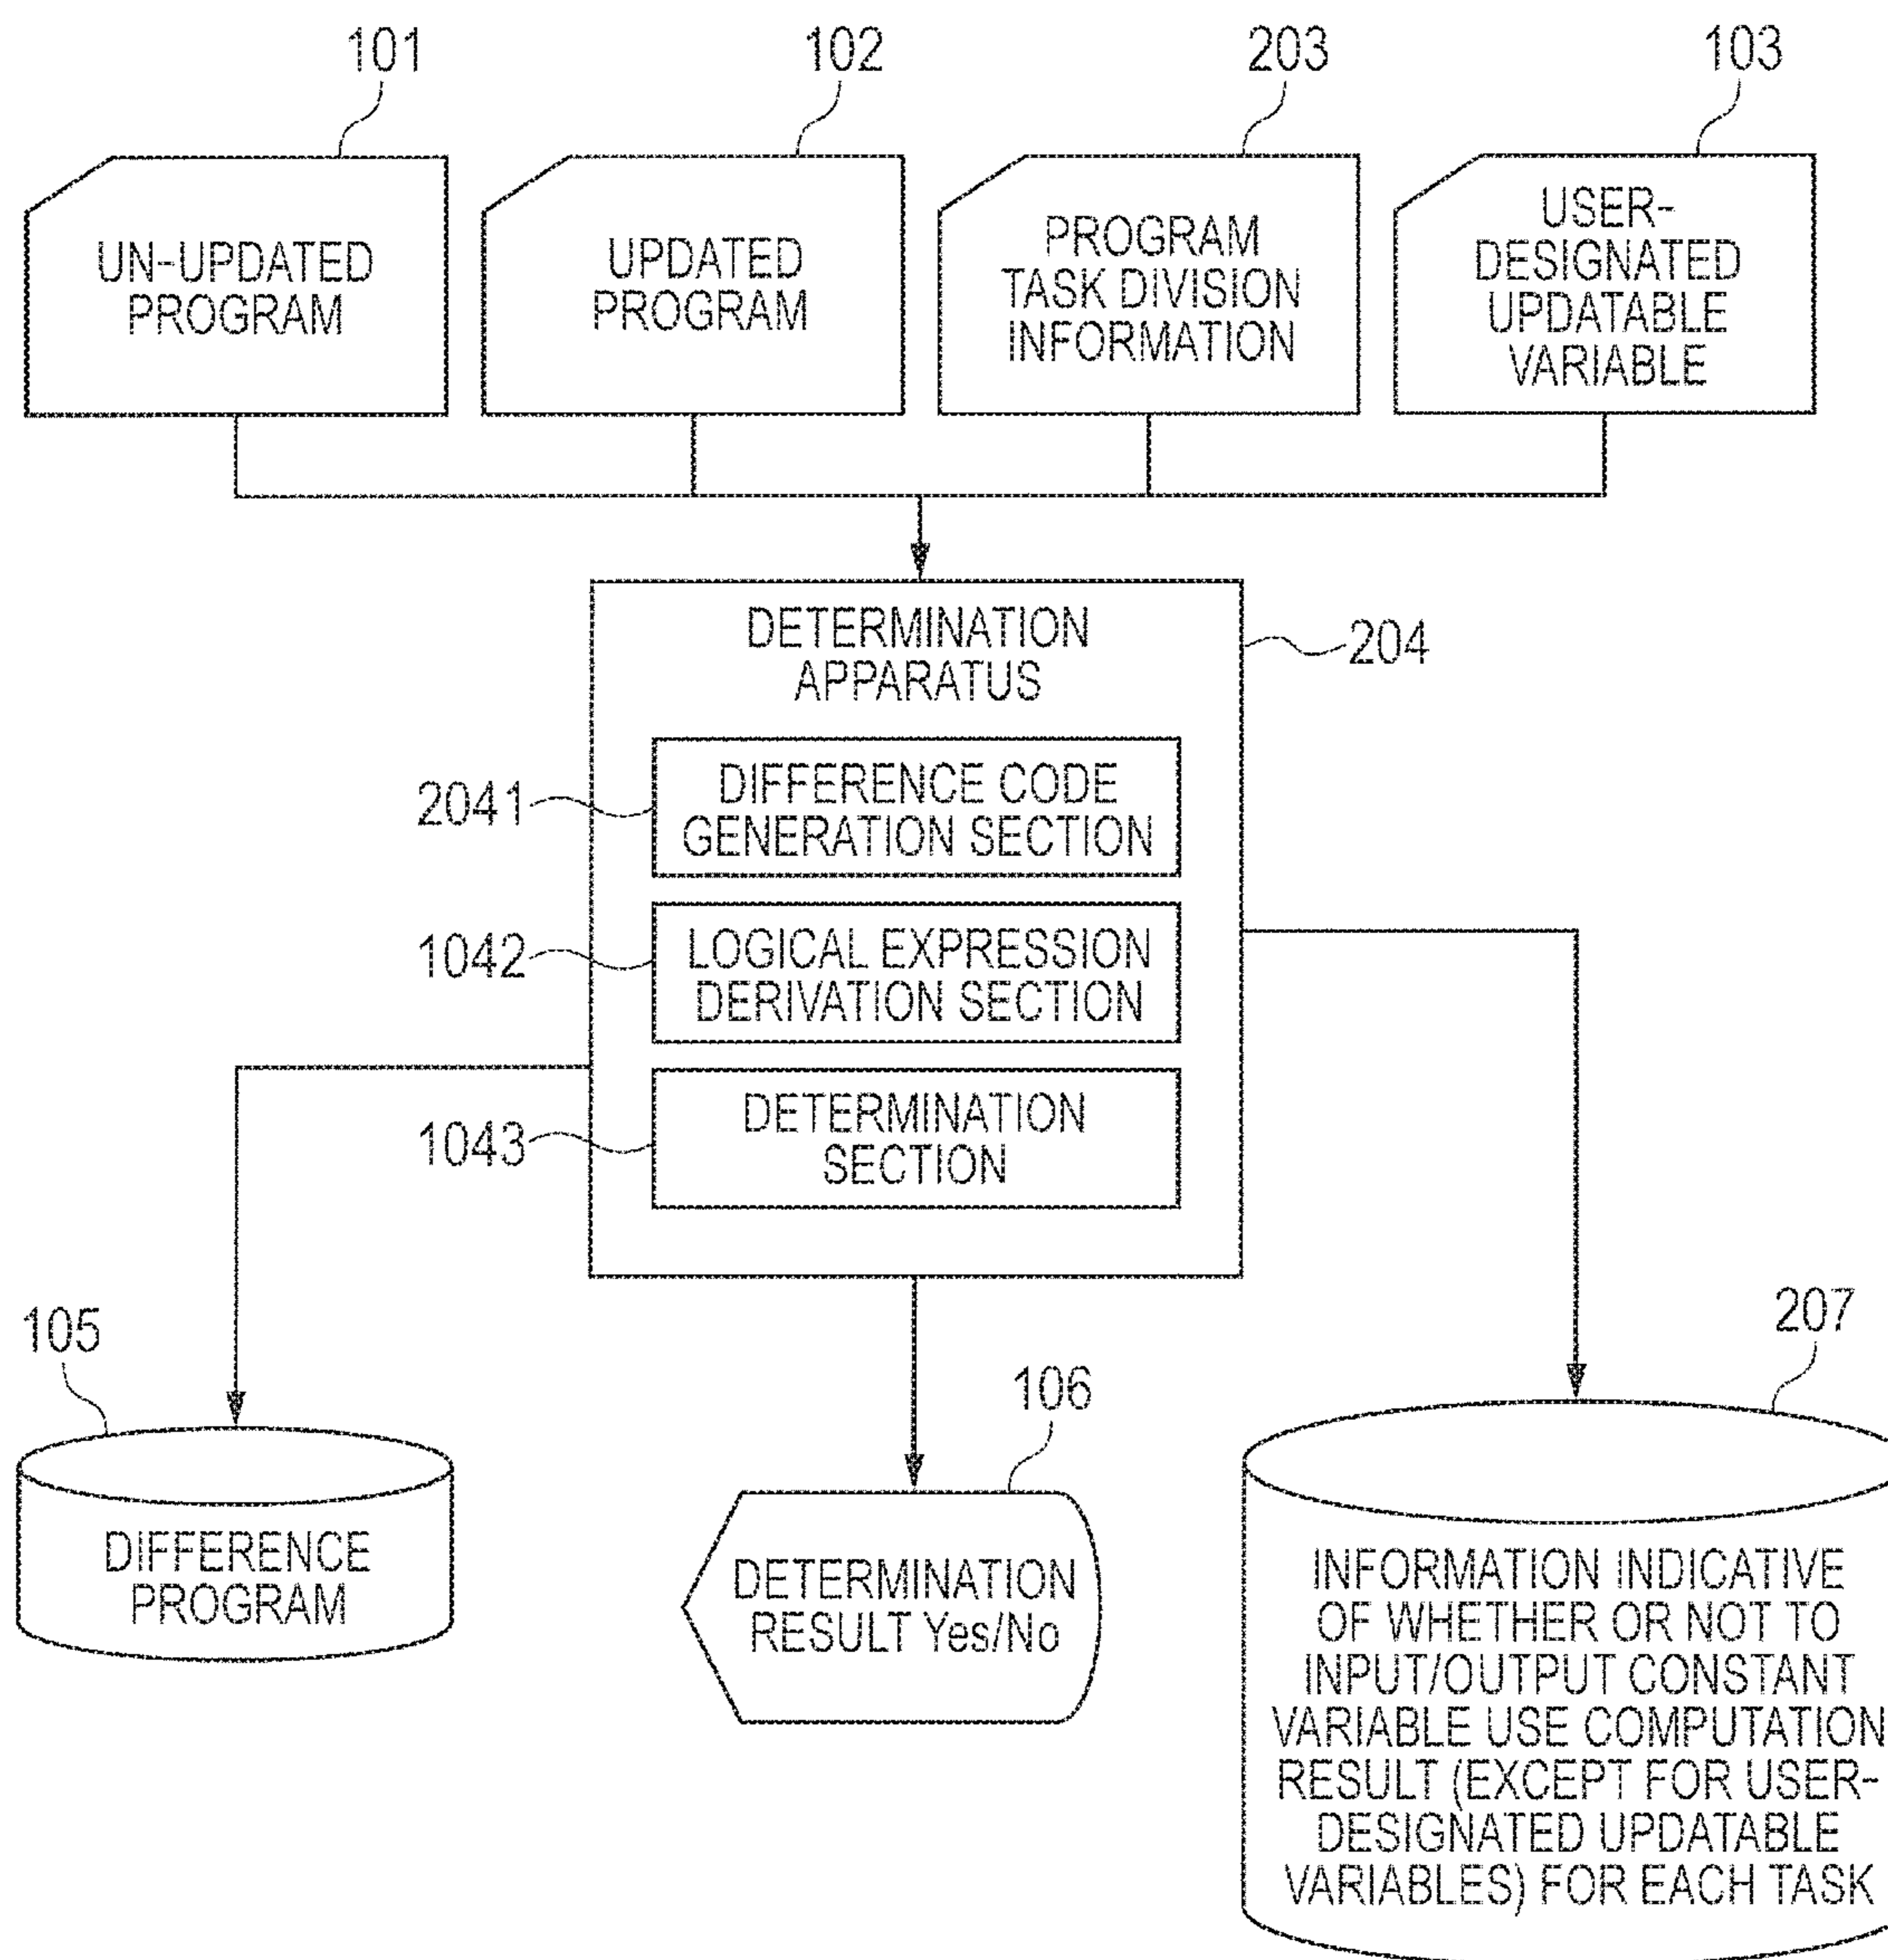 101
102
203
103
UN-UPDATED
PROGRAM
UPDATED
PROGRAM
PROGRAM
TASK DIVISION
INFORMATION
USER-
DESIGNATED
UPDATABLE
VARIABLE
DETERMINATION
APPARATUS
204
2041
DIFFERENCE CODE
GENERATION SECTION
1042
LOGICAL EXPRESSION
DERIVATION SECTION
1043
DETERMINATION
SECTION
105
DIFFERENCE
PROGRAM
106
DETERMINATION
RESULT Yes/No
207
INFORMATION INDICATIVE
OF WHETHER OR NOT TO
INPUT/OUTPUT CONSTANT
VARIABLE USE COMPUTATION
RESULT (EXCEPT FOR USER-
DESIGNATED UPDATABLE
VARIABLES) FOR EACH TASK